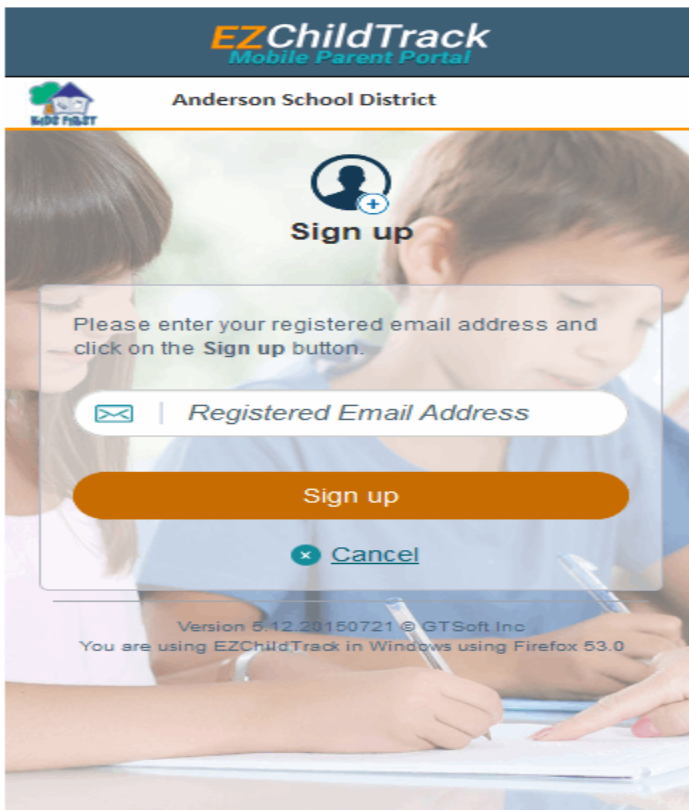 EZChildTrack
Mobile Parent Portal
KIDS FIRST
Anderson School District
Sign up
Please enter your registered email address and
click on the Sign up button.
Registered Email Address
Sign up
Cancel
Version 5.12.20150721 © GTSoft Inc
You are using EZChildTrack in Windows using Firefox 53.0